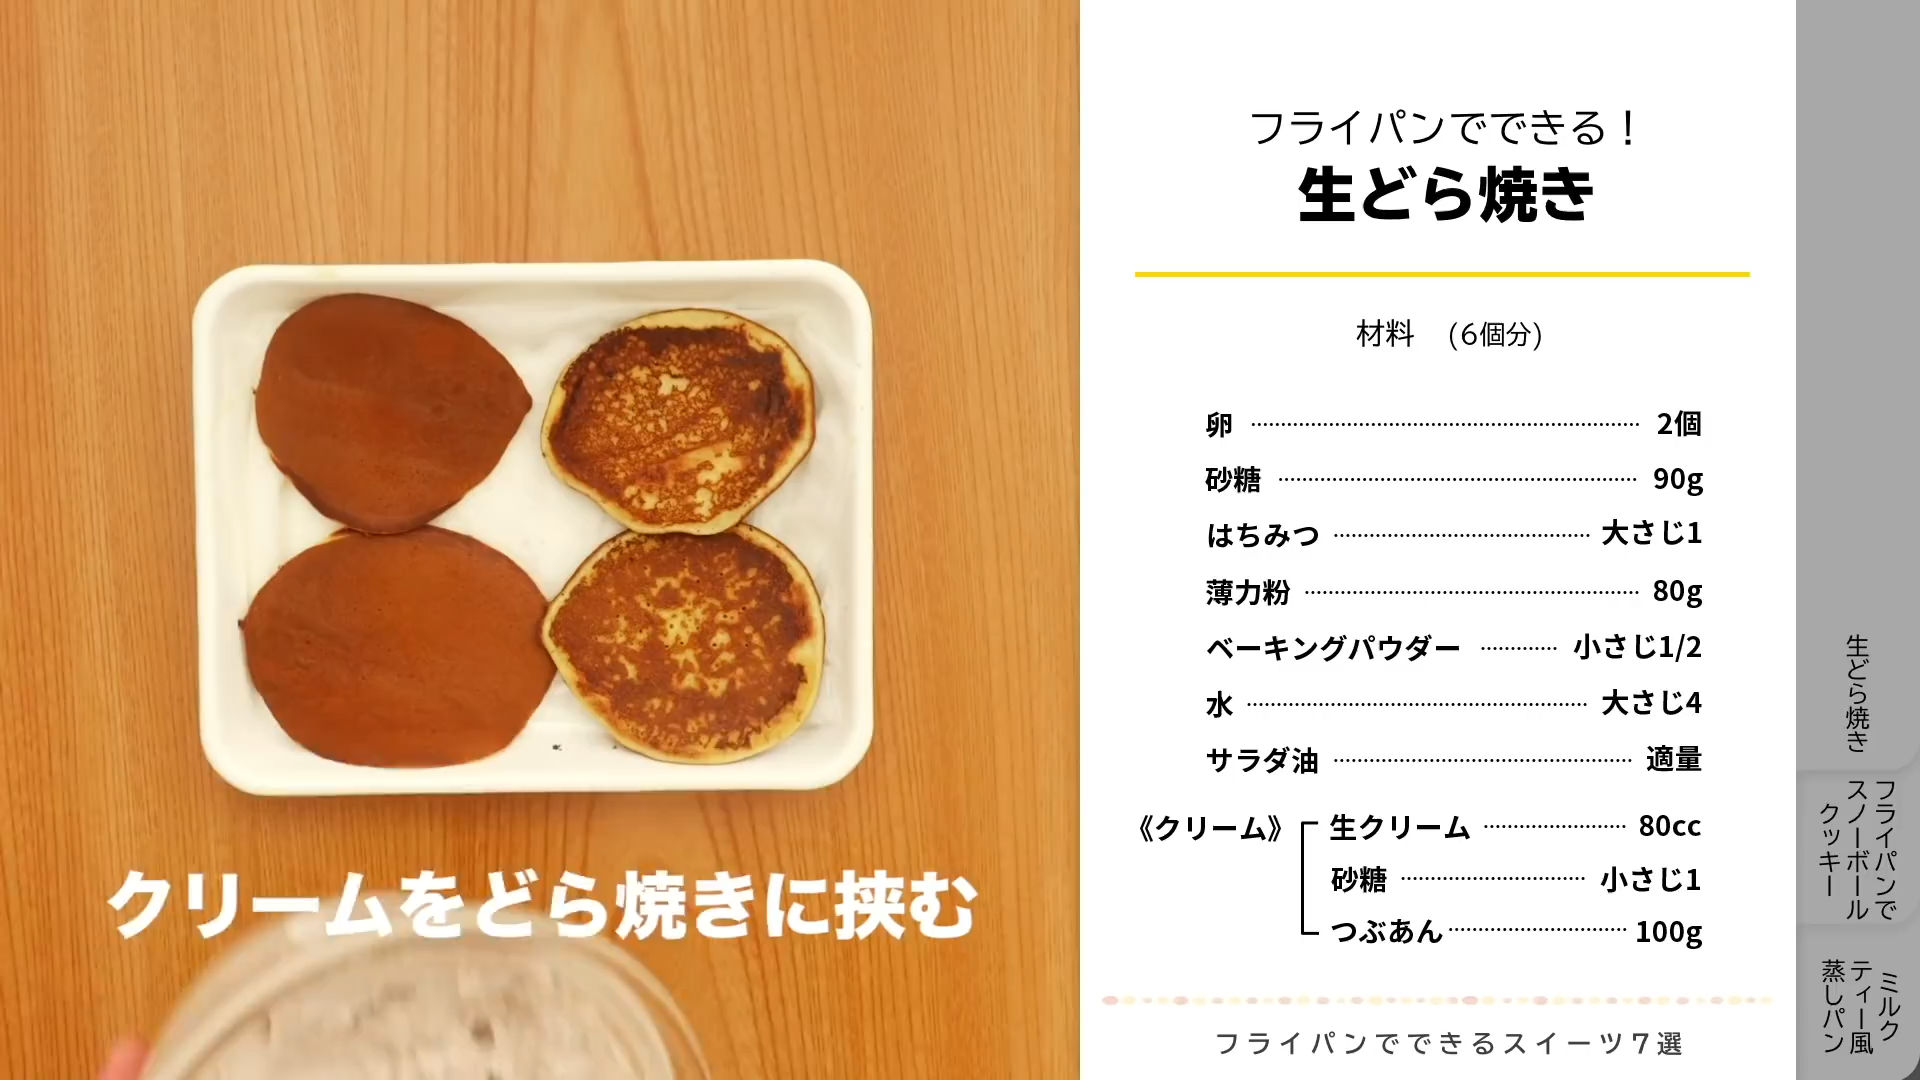 クリームをどら焼きに挟む
フライパンでできる！
生どら焼き
材料 (6個分)
卵 2個
砂糖 90g
はちみつ 大さじ1
薄力粉 80g
ベーキングパウダー 小さじ1/2
水 大さじ4
サラダ油 適量
《クリーム》 生クリーム 80cc
砂糖 小さじ1
つぶあん 100g
フライパンでできるスイーツ7選
生どら焼き
フライパンで
スノーボール
クッキー
ミルク
ティー風
蒸しパン